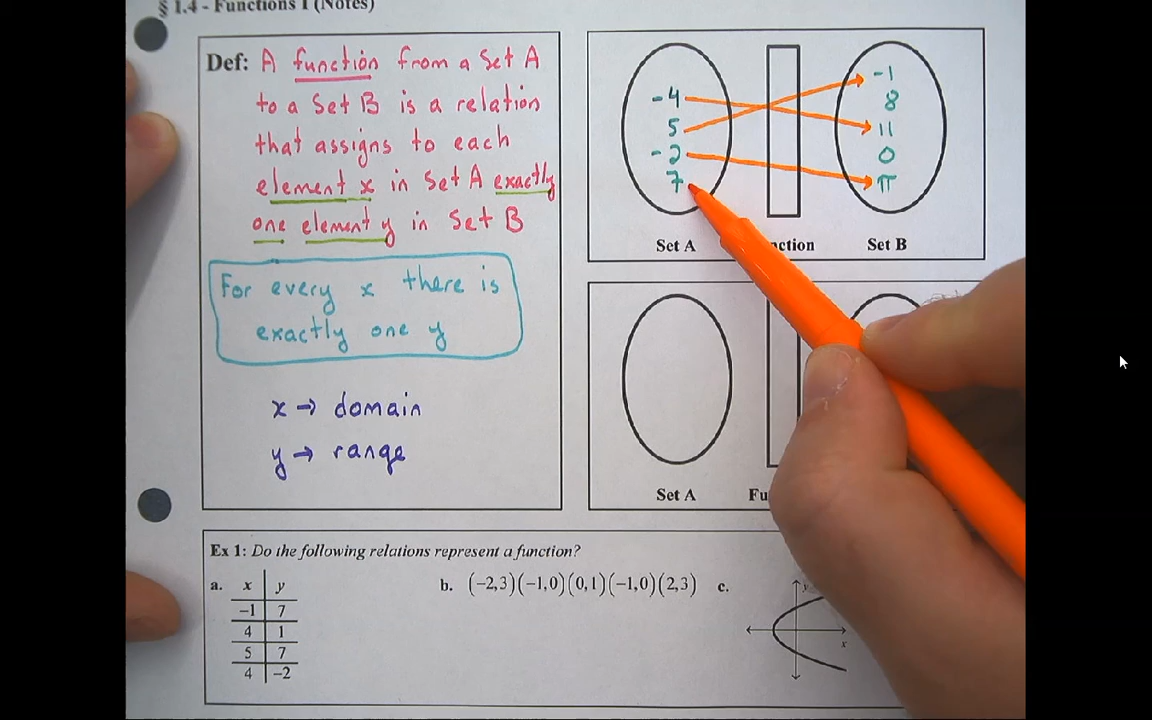 § 1.4 - Functions I (Notes)
Def: A function from a Set A
to a Set B is a relation
that assigns to each
element x in Set A exactly
one element y in Set B
For every x there is
exactly one y
x → domain
y → range
-4
5
-2
7
-1
8
11
0
π
Set A
ction
Set B
Set A
Fu
Ex 1: Do the following relations represent a function?
a.
x y
-1 7
4 1
5 7
4 -2
b. (-2,3)(-1,0)(0,1)(-1,0)(2,3)
c.
y
x